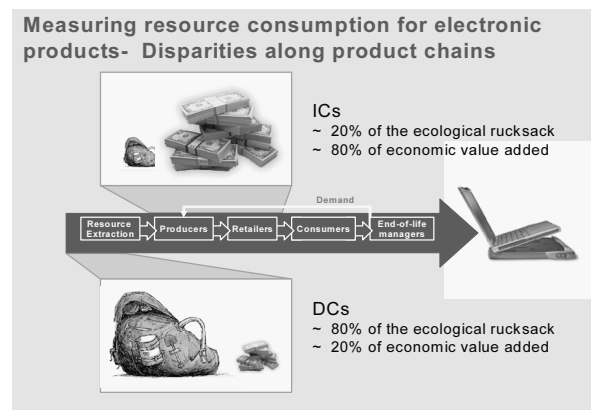 Measuring resource consumption for electronic
products- Disparities along product chains
ICs
~ 20% of the ecological rucksack
~ 80% of economic value added
Demand
Resource
Extraction
Producers
Retailers
Consumers
End-of-life
managers
DCs
~ 80% of the ecological rucksack
~ 20% of economic value added